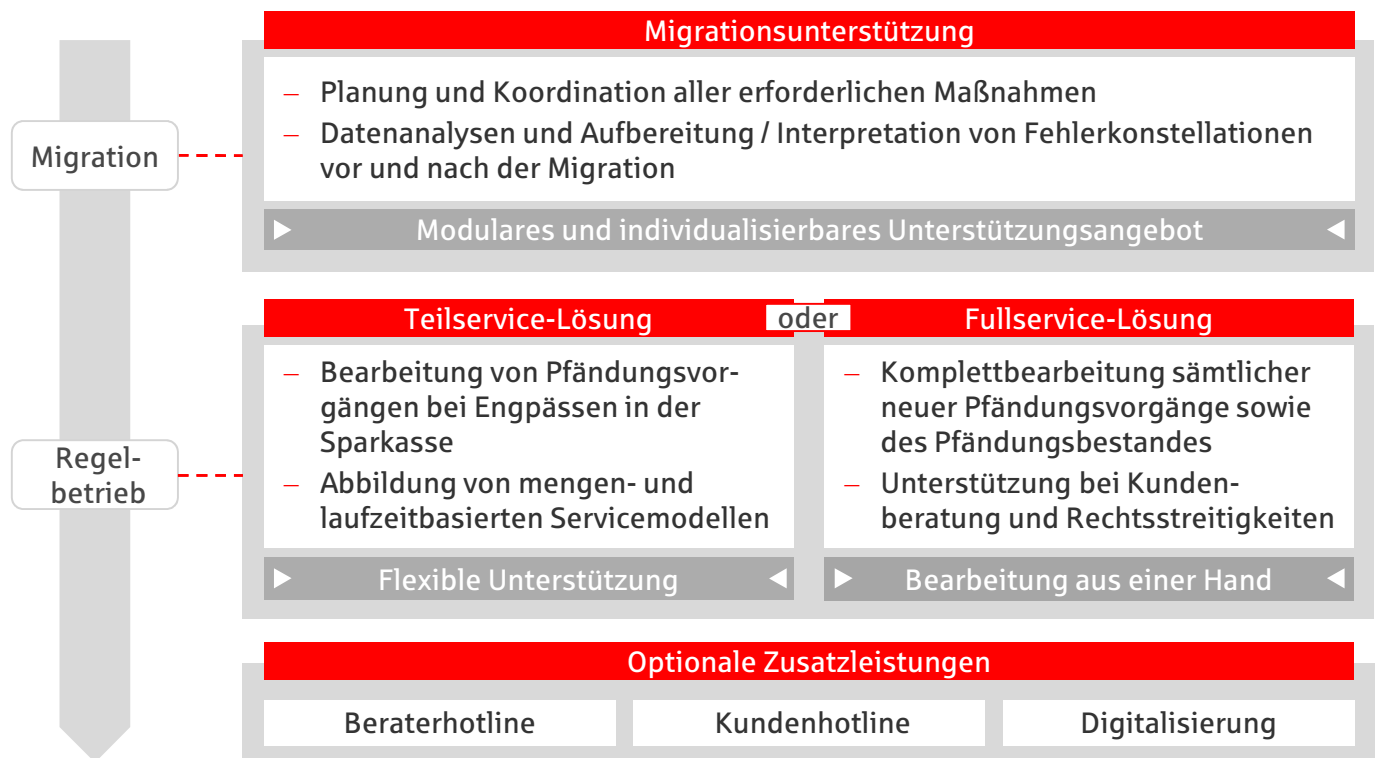 Migrationsunterstützung
– Planung und Koordination aller erforderlichen Maßnahmen
– Datenanalysen und Aufbereitung / Interpretation von Fehlerkonstellationen
vor und nach der Migration
Migration
Modulares und individualisierbares Unterstützungsangebot
Teilservice-Lösung
oder
Fullservice-Lösung
– Bearbeitung von Pfändungsvor-
gängen bei Engpässen in der
Sparkasse
– Abbildung von mengen- und
laufzeitbasierten Servicemodellen
– Komplettbearbeitung sämtlicher
neuer Pfändungsvorgänge sowie
des Pfändungsbestandes
– Unterstützung bei Kunden-
beratung und Rechtsstreitigkeiten
Regel-
betrieb
Flexible Unterstützung
Bearbeitung aus einer Hand
Optionale Zusatzleistungen
Beraterhotline
Kundenhotline
Digitalisierung